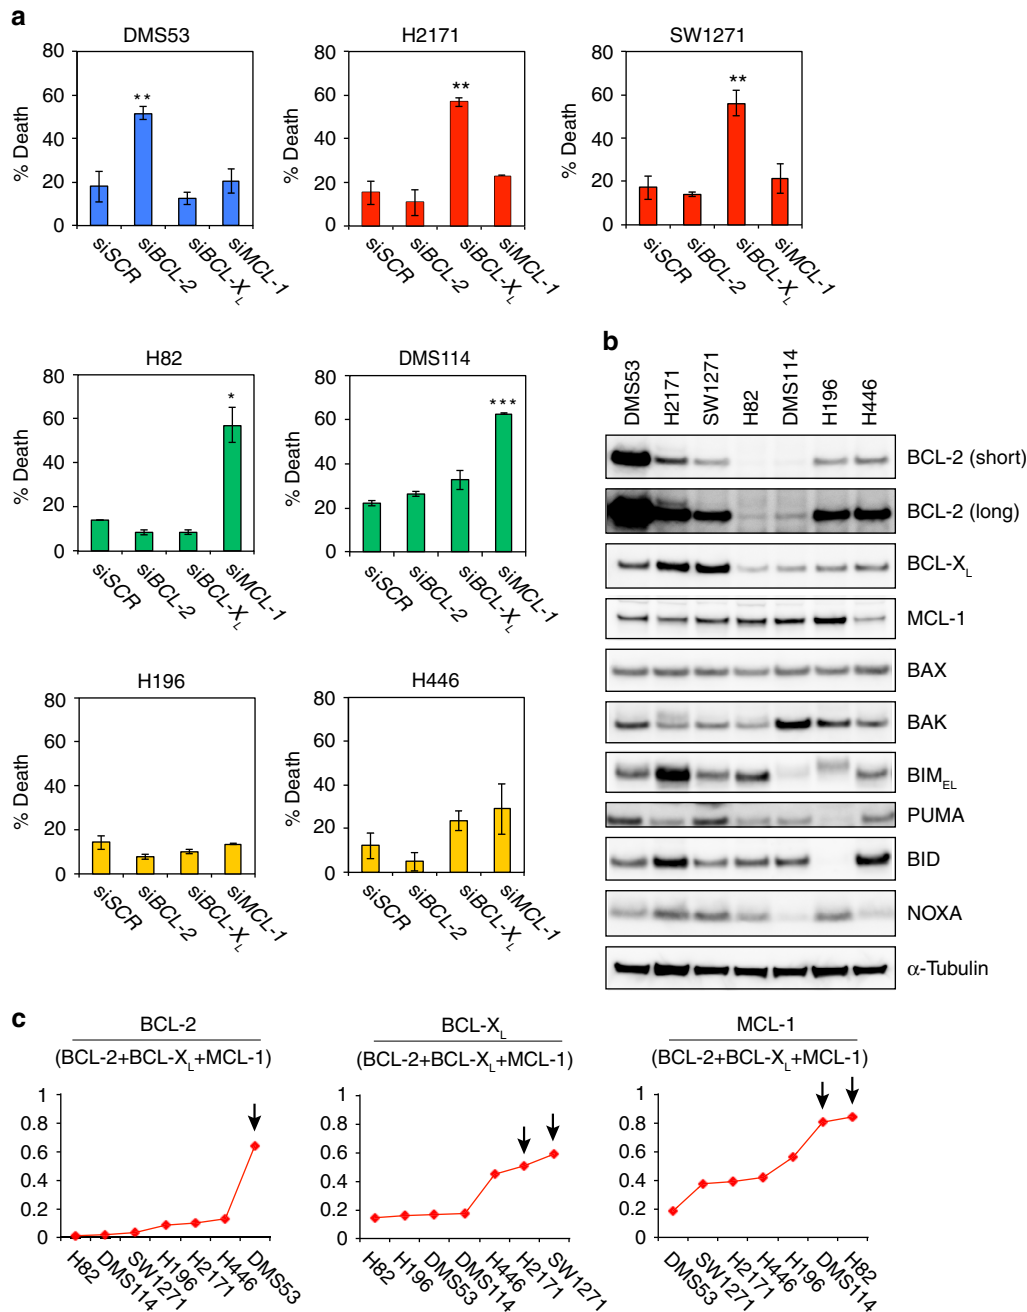 a
DMS53
H2171
SW1271
% Death
80
60
40
20
0
**
siSCR
siBCL-2
siBCL-XL
siMCL-1
% Death
80
60
40
20
0
**
siSCR
siBCL-2
siBCL-XL
siMCL-1
% Death
80
60
40
20
0
**
siSCR
siBCL-2
siBCL-XL
siMCL-1
H82
DMS114
% Death
80
60
40
20
0
*
siSCR
siBCL-2
siBCL-XL
siMCL-1
% Death
80
60
40
20
0
***
siSCR
siBCL-2
siBCL-XL
siMCL-1
H196
H446
% Death
80
60
40
20
0
siSCR
siBCL-2
siBCL-XL
siMCL-1
% Death
80
60
40
20
0
siSCR
siBCL-2
siBCL-XL
siMCL-1
b
DMS53
H2171
SW1271
H82
DMS114
H196
H446
BCL-2 (short)
BCL-2 (long)
BCL-XL
MCL-1
BAX
BAK
BIMEL
PUMA
BID
NOXA
α-Tubulin
c
BCL-2
(BCL-2+BCL-XL+MCL-1)
1
0.8
0.6
0.4
0.2
0
H82
DMS114
SW1271
H196
H2171
H446
DMS53
BCL-XL
(BCL-2+BCL-XL+MCL-1)
1
0.8
0.6
0.4
0.2
0
H82
H196
DMS53
DMS114
H446
H2171
SW1271
MCL-1
(BCL-2+BCL-XL+MCL-1)
1
0.8
0.6
0.4
0.2
0
DMS53
SW1271
H2171
H446
H196
DMS114
H82